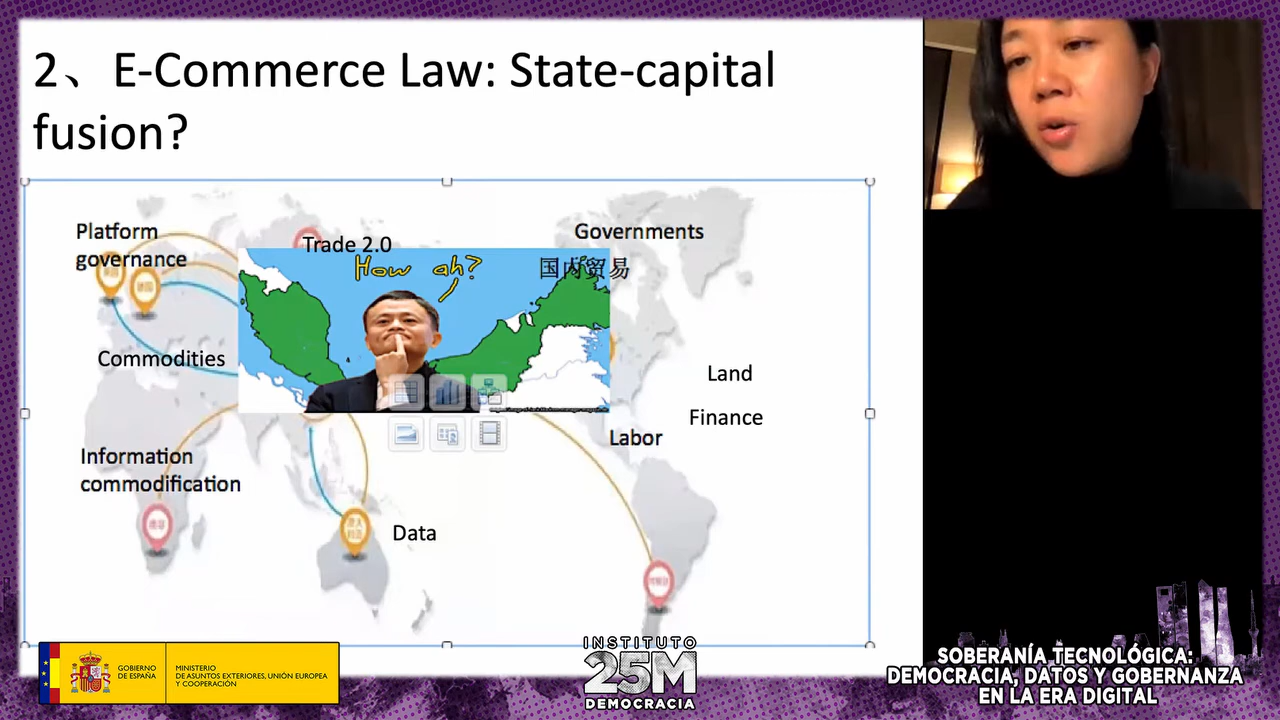 2、E-Commerce Law: State-capital
fusion?
Platform
governance
Trade 2.0
Governments
How ah?
国内贸易
Commodities
Land
Finance
Labor
Information
commodification
Data
GOBIERNO
DE ESPAÑA
MINISTERIO
DE ASUNTOS EXTERIORES, UNIÓN EUROPEA
Y COOPERACIÓN
INSTITUTO
25M
DEMOCRACIA
SOBERANÍA TECNOLÓGICA:
DEMOCRACIA, DATOS Y GOBERNANZA
EN LA ERA DIGITAL